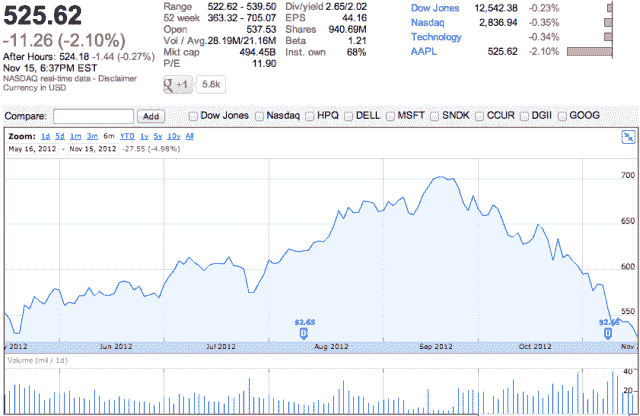 525.62
-11.26 (-2.10%)
After Hours: 524.18 -1.44 (-0.27%)
Nov 15, 6:37PM EST
NASDAQ real-time data - Disclaimer
Currency in USD
Range 522.62 - 539.50
52 week 363.32 - 705.07
Open 537.53
Vol / Avg. 28.19M/21.16M
Mkt cap 494.45B
P/E 11.90
Div/yield 2.65/2.02
EPS 44.16
Shares 940.69M
Beta 1.21
Inst. own 68%
+1 5.8k
Dow Jones 12,542.38 -0.23%
Nasdaq 2,836.94 -0.35%
Technology -0.34%
AAPL 525.62 -2.10%
Compare: Add Dow Jones Nasdaq HPQ DELL MSFT SNDK CCUR DGII GOOG
Zoom: 1d 5d 1m 3m 6m YTD 1y 5y 10y All
May 16, 2012 - Nov 15, 2012 -27.55 (-4.98%)
700
650
600
550
$2.65 $2.65
D D
2012 Jun 2012 Jul 2012 Aug 2012 Sep 2012 Oct 2012 Nov 2
Volume (mil / 1d)
40
20